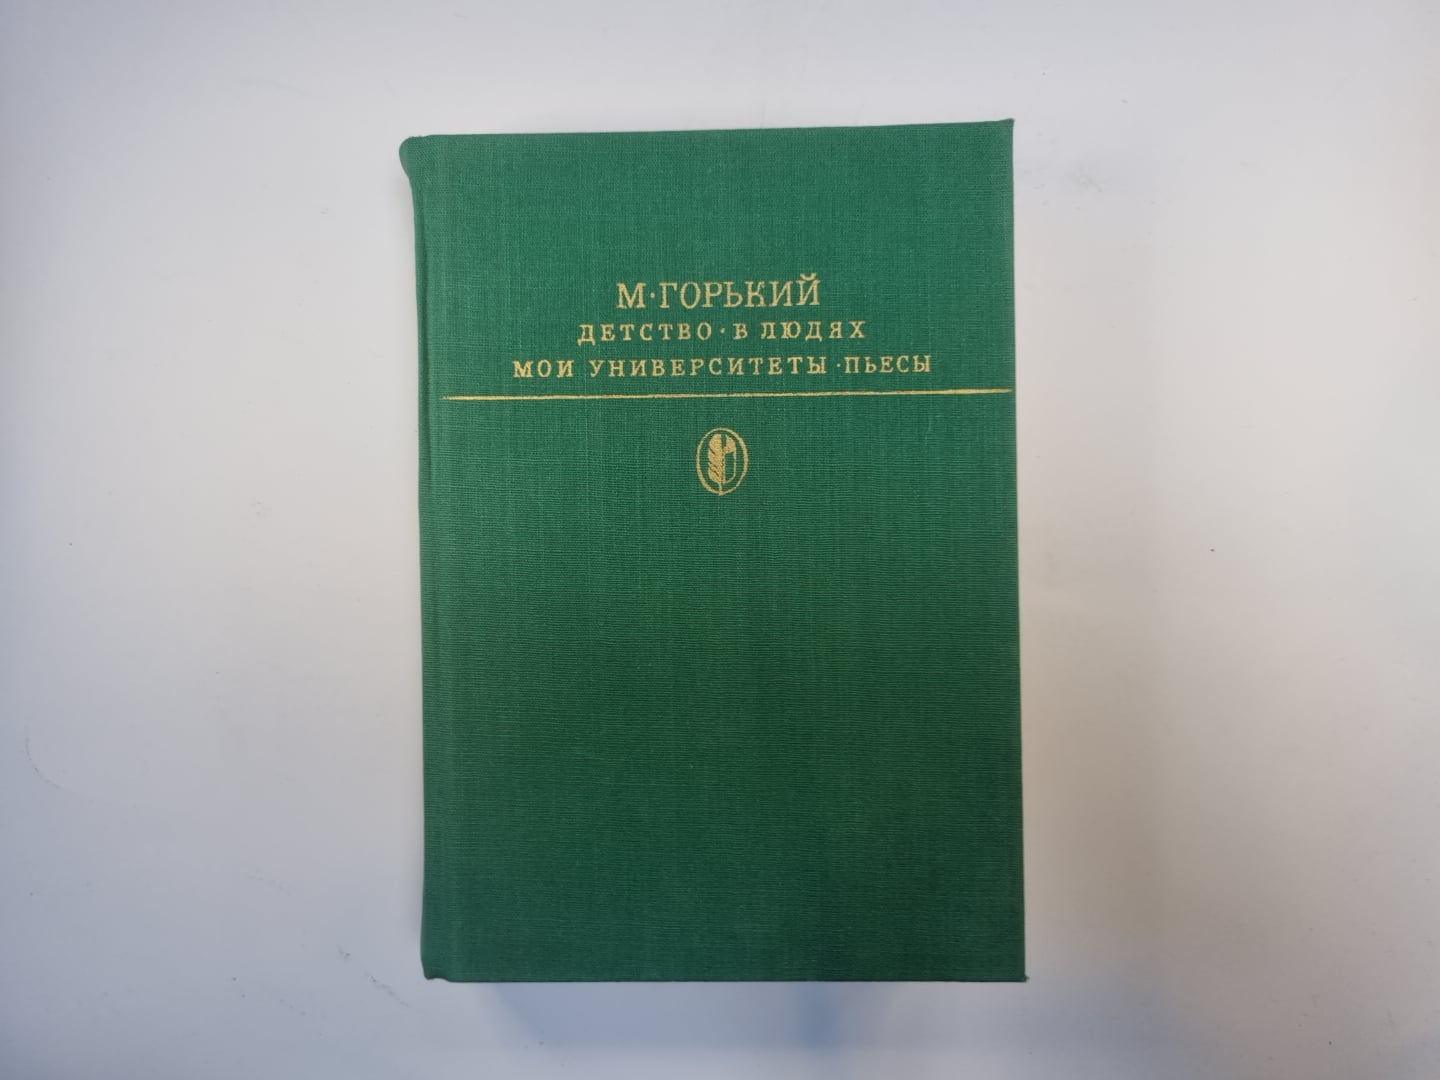 М·ГОРЬКИЙ
ДЕТСТВО·В ЛЮДЯХ
МОИ УНИВЕРСИТЕТЫ·ПЬЕСЫ